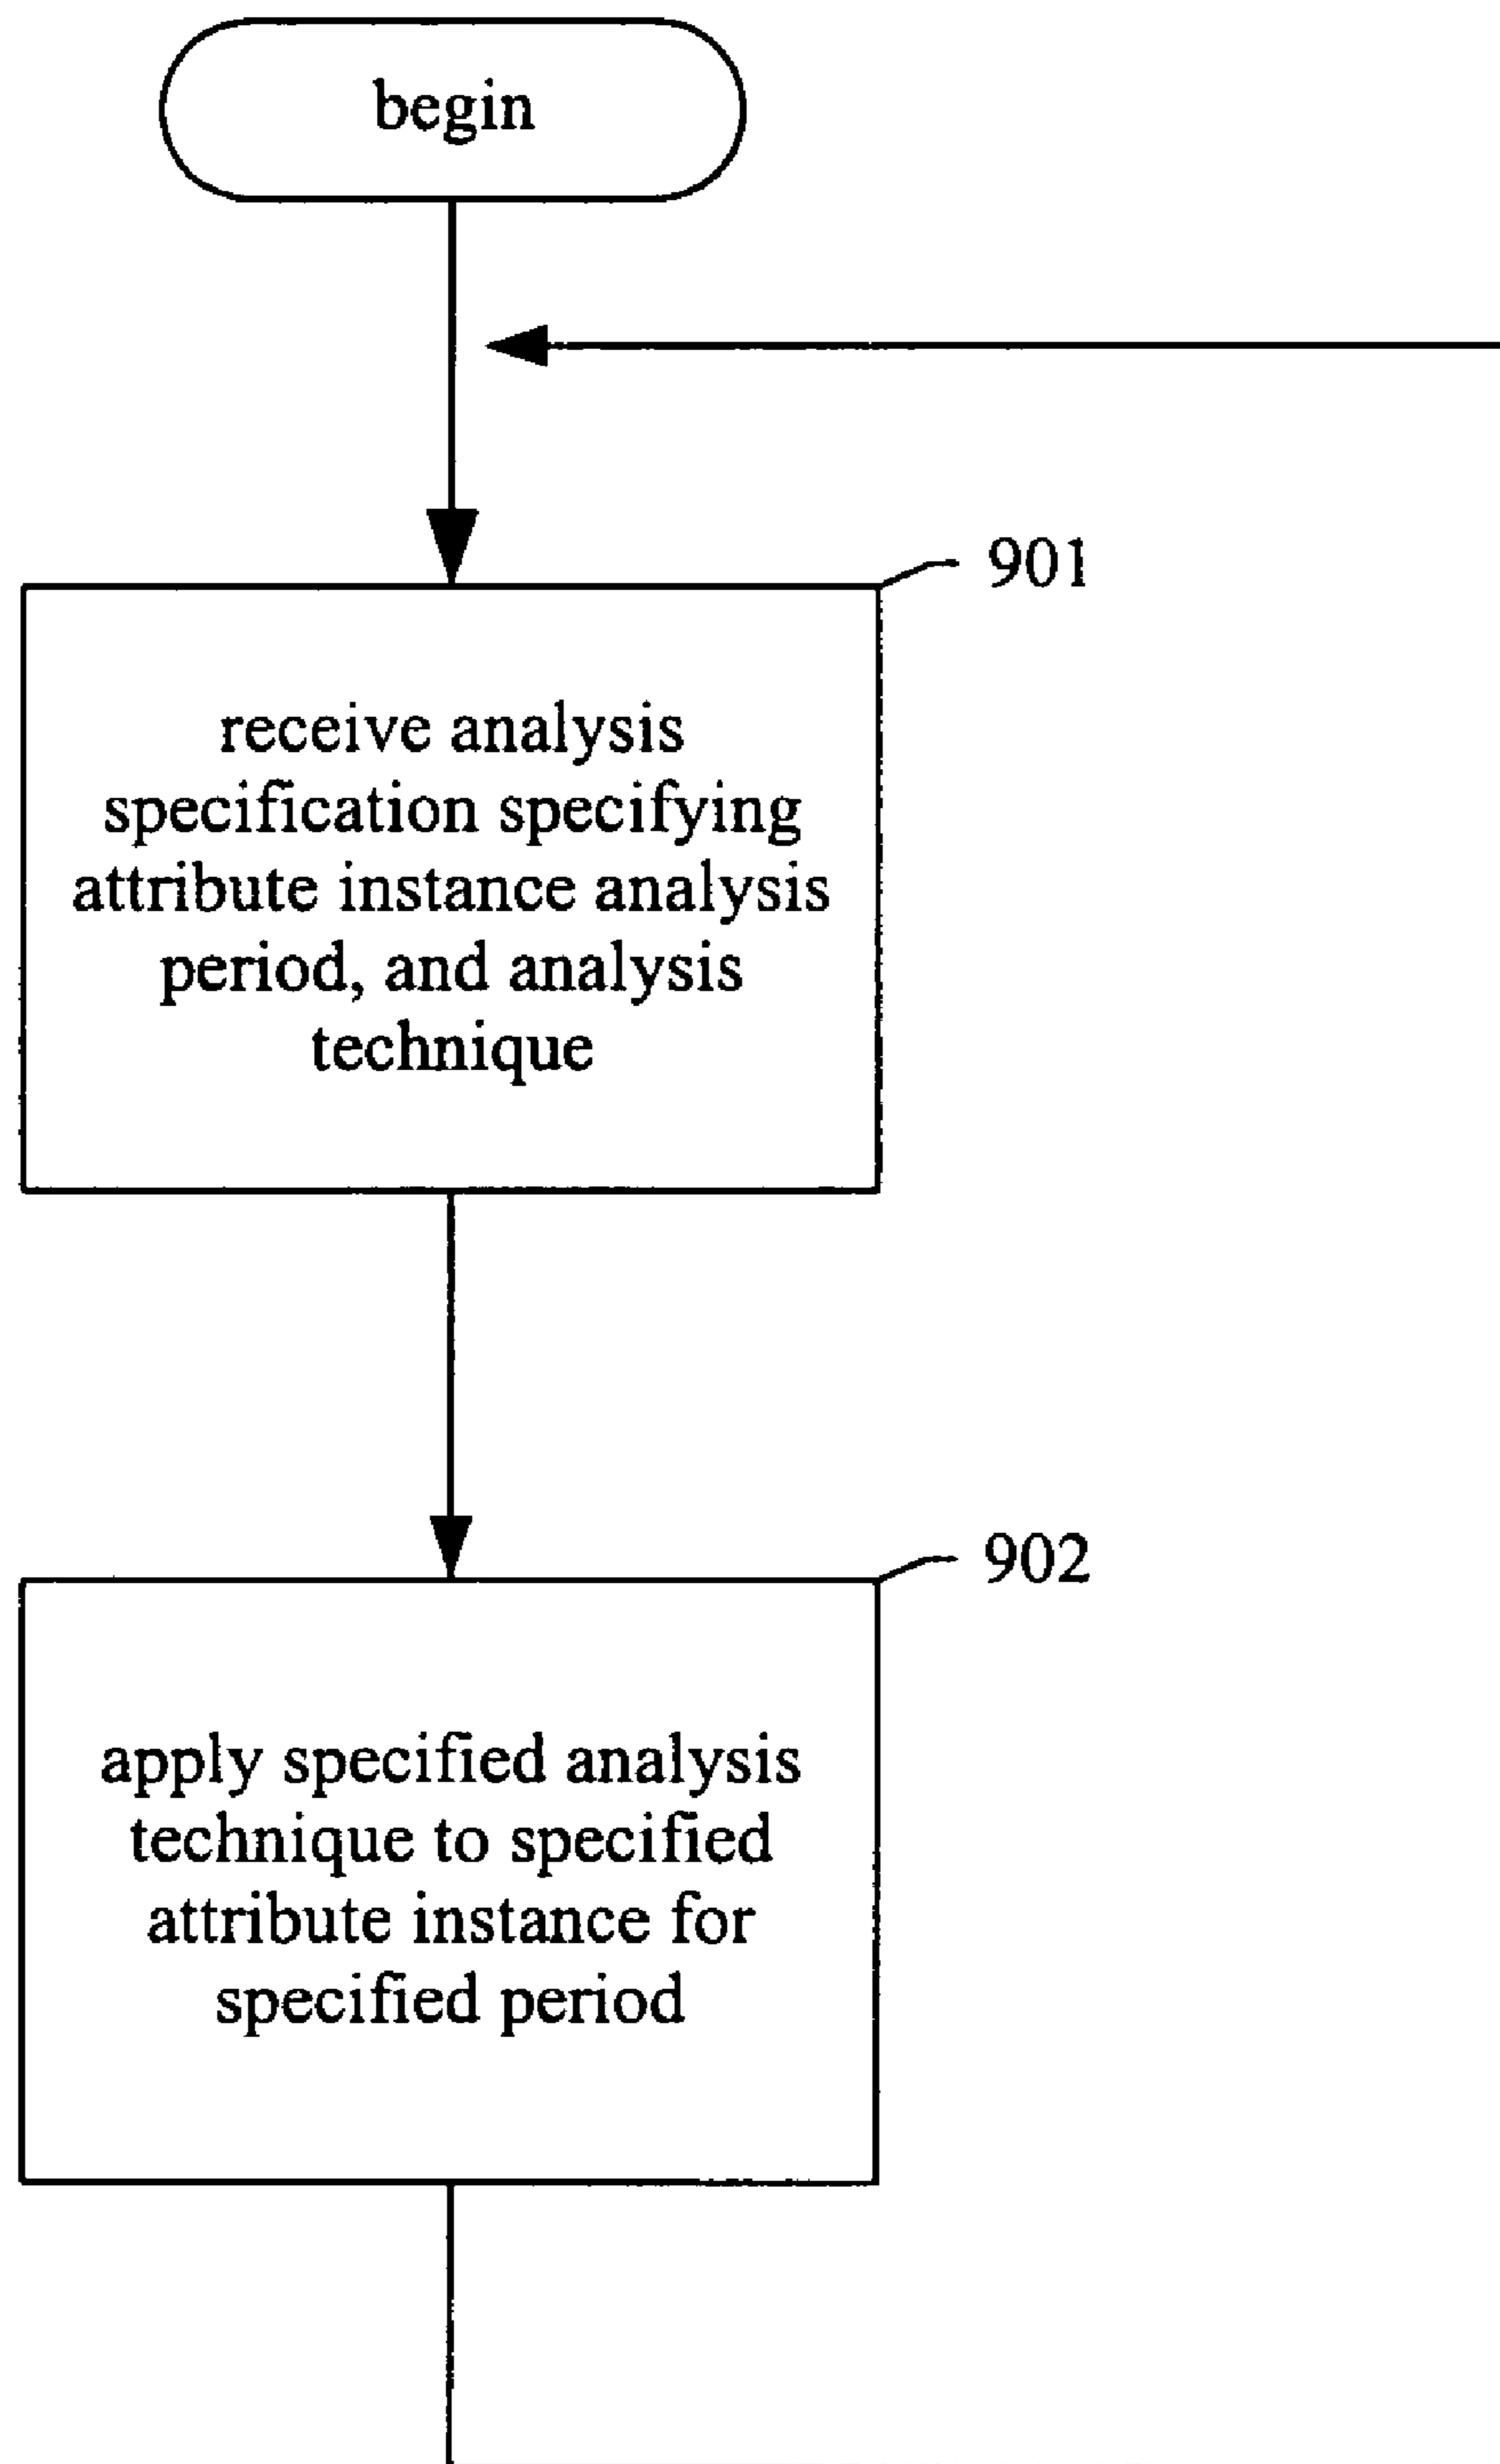 begin
901
receive analysis
specification specifying
attribute instance analysis
period, and analysis
technique
902
apply specified analysis
technique to specified
attribute instance for
specified period